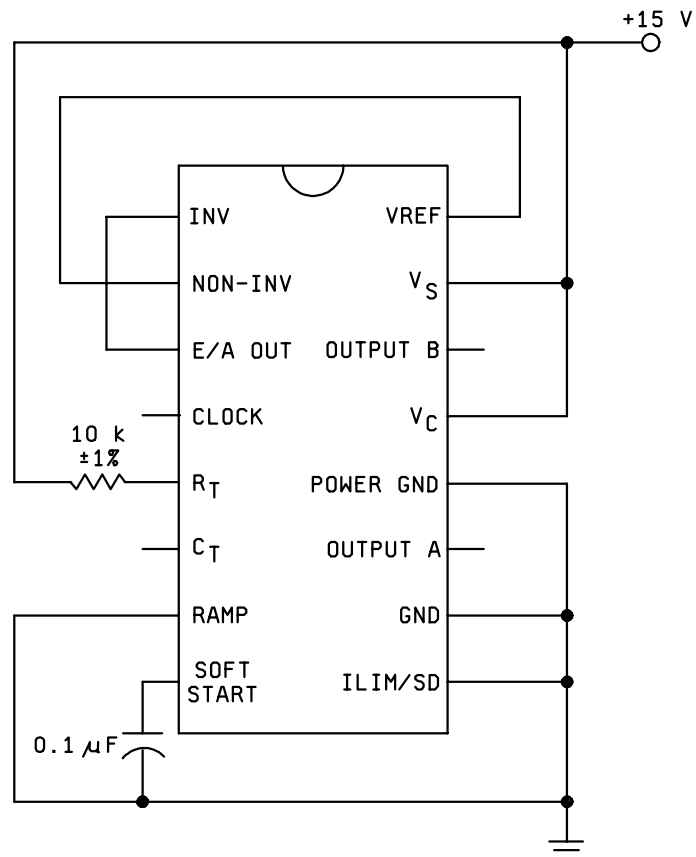 +15 V
INV
VREF
NON-INV
VS
E/A OUT
OUTPUT B
CLOCK
VC
10 k
±1%
RT
POWER GND
CT
OUTPUT A
RAMP
GND
SOFT
START
ILIM/SD
0.1 µF